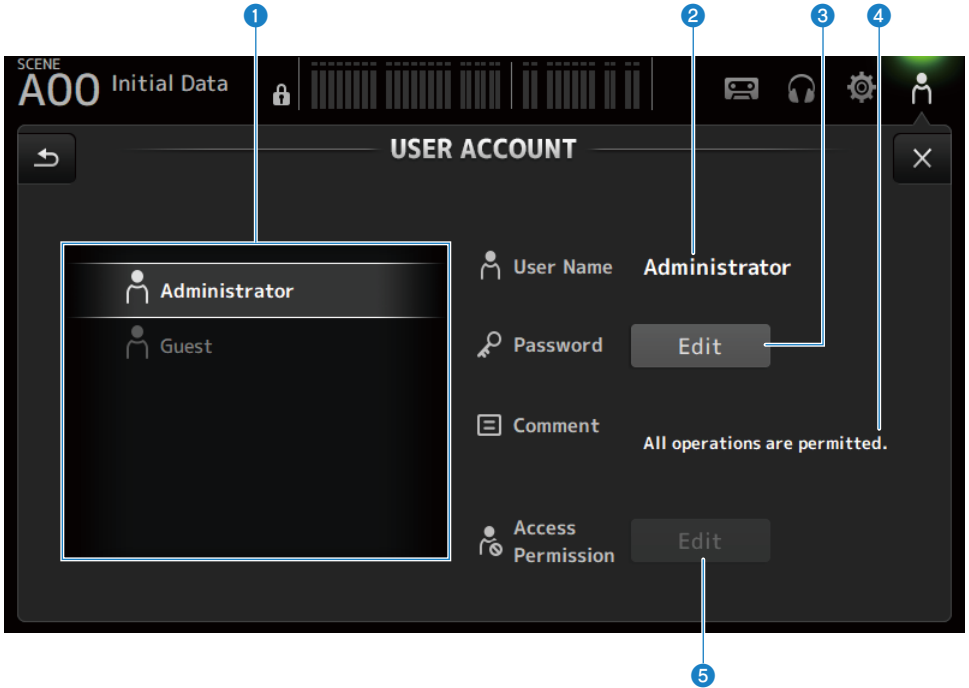 1 2 3 4
SCENE
A00 Initial Data
USER ACCOUNT
Administrator
Guest
User Name Administrator
Password Edit
Comment
All operations are permitted.
Access
Permission Edit
5